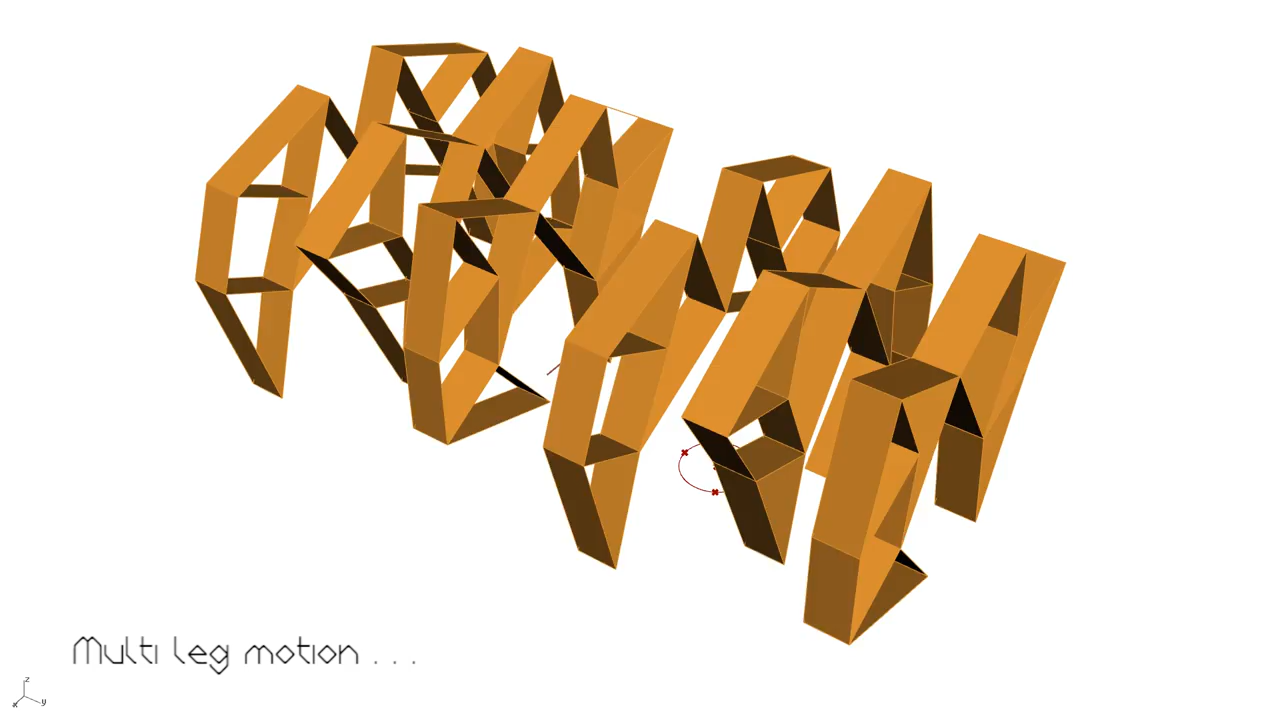 Multi leg motion . . .
z
x y